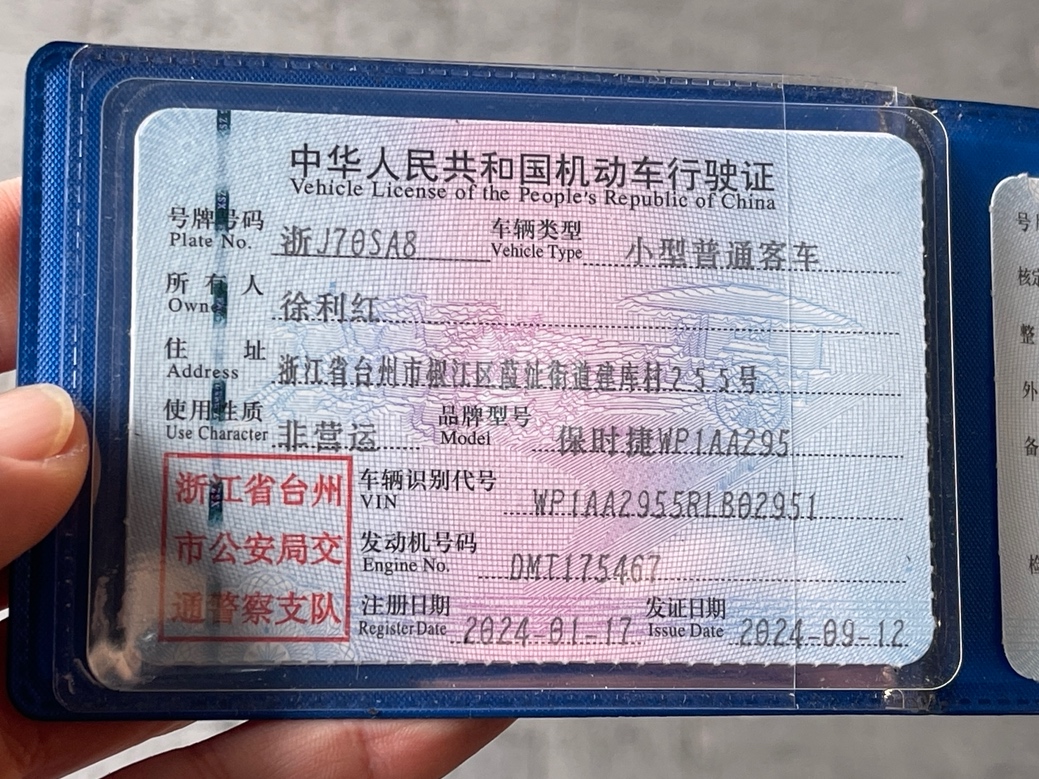 中华人民共和国机动车行驶证
Vehicle License of the People's Republic of China
号牌号码 浙J70SA8 车辆类型 小型普通客车
Plate No. Vehicle Type
所有人 徐利红
Owner
住址 浙江省台州市椒江区葭沚街道建库村255号
Address
使用性质 非营运 品牌型号 保时捷WP1AA295
Use Character Model
浙江省台州
市公安局交
通警察支队
车辆识别代号 WP1AA2955RLB02951
VIN
发动机号码 DMT175467
Engine No.
注册日期 2024-01-17 发证日期 2024-09-12
Register Date Issue Date
号
核定
整
外
备
检